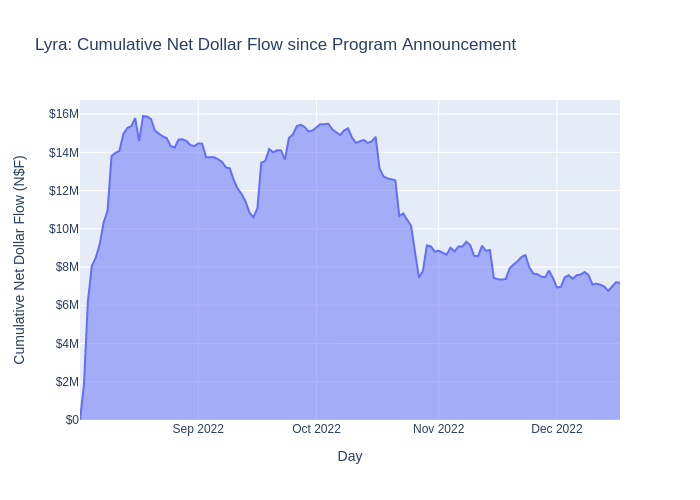 Lyra: Cumulative Net Dollar Flow since Program Announcement
Cumulative Net Dollar Flow (N$F)
$16M
$14M
$12M
$10M
$8M
$6M
$4M
$2M
$0
Sep 2022 Oct 2022 Nov 2022 Dec 2022
Day